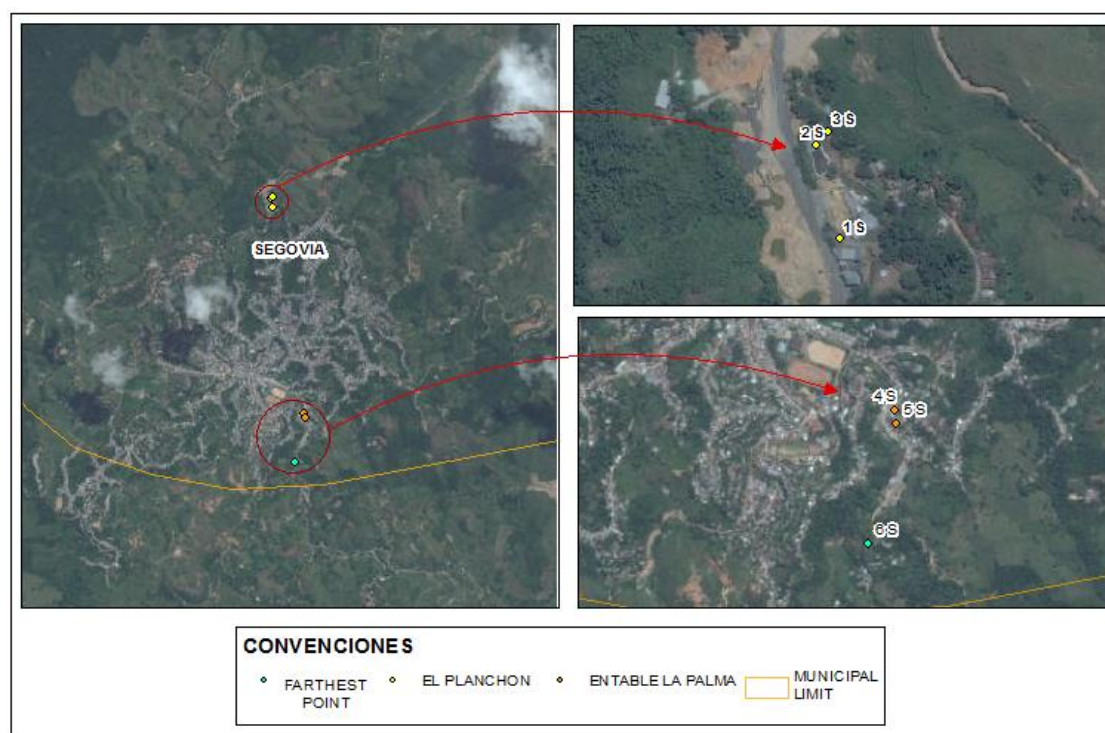 SEGOVIA
3 S
2 S
1 S
4 S
5 S
6 S
CONVENCIONES
FARTHEST
POINT
EL PLANCHON
ENTABLE LA PALMA
MUNICIPAL
LIMIT